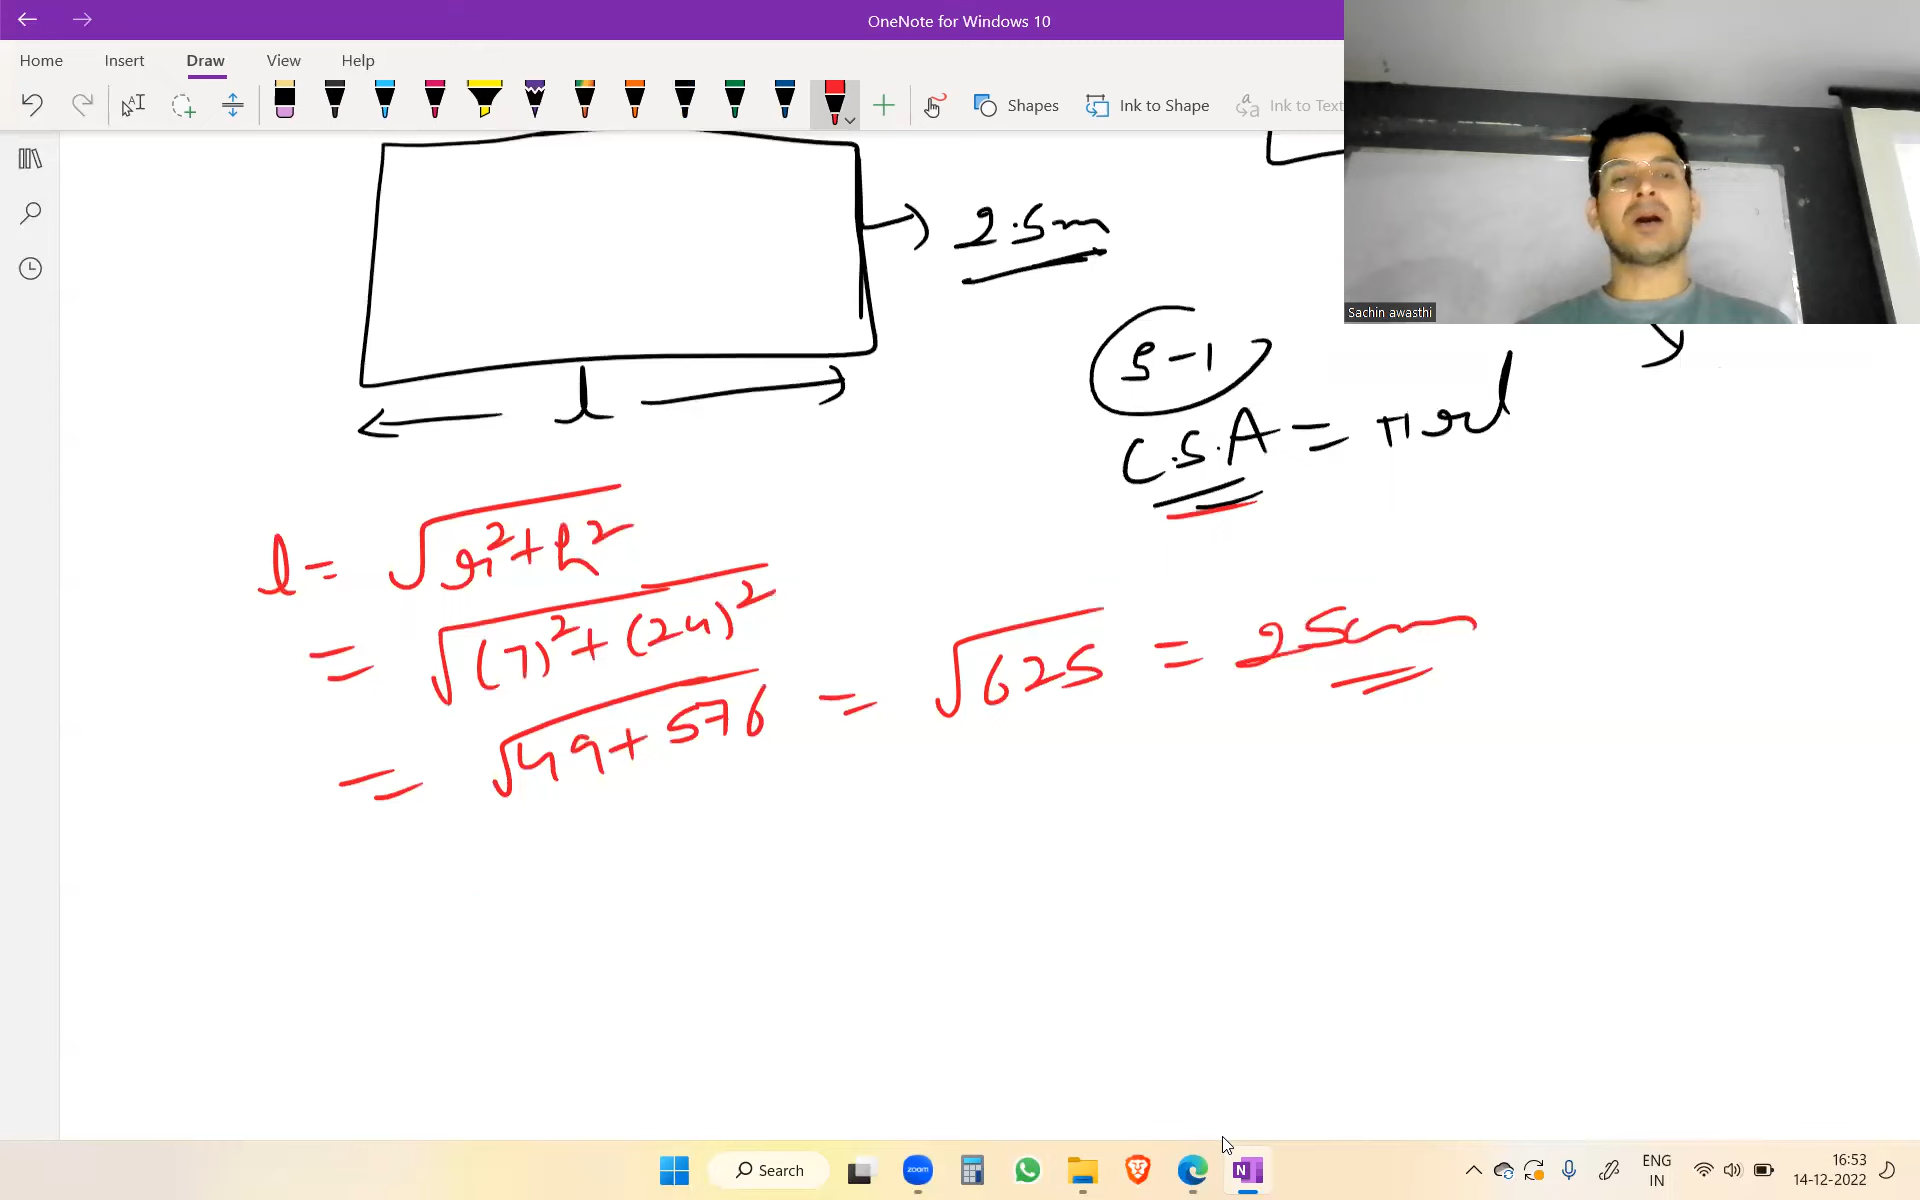 OneNote for Windows 10
Home Insert Draw View Help
Shapes Ink to Shape Ink to Text
Sachin awasthi
2.5m
l
S-1
C.S.A = πrl
l = √r²+h²
= √(7)²+(24)² 
= √49+576 = √625 = 25cm
Search
zoom
N
ENG
IN
16:53
14-12-2022